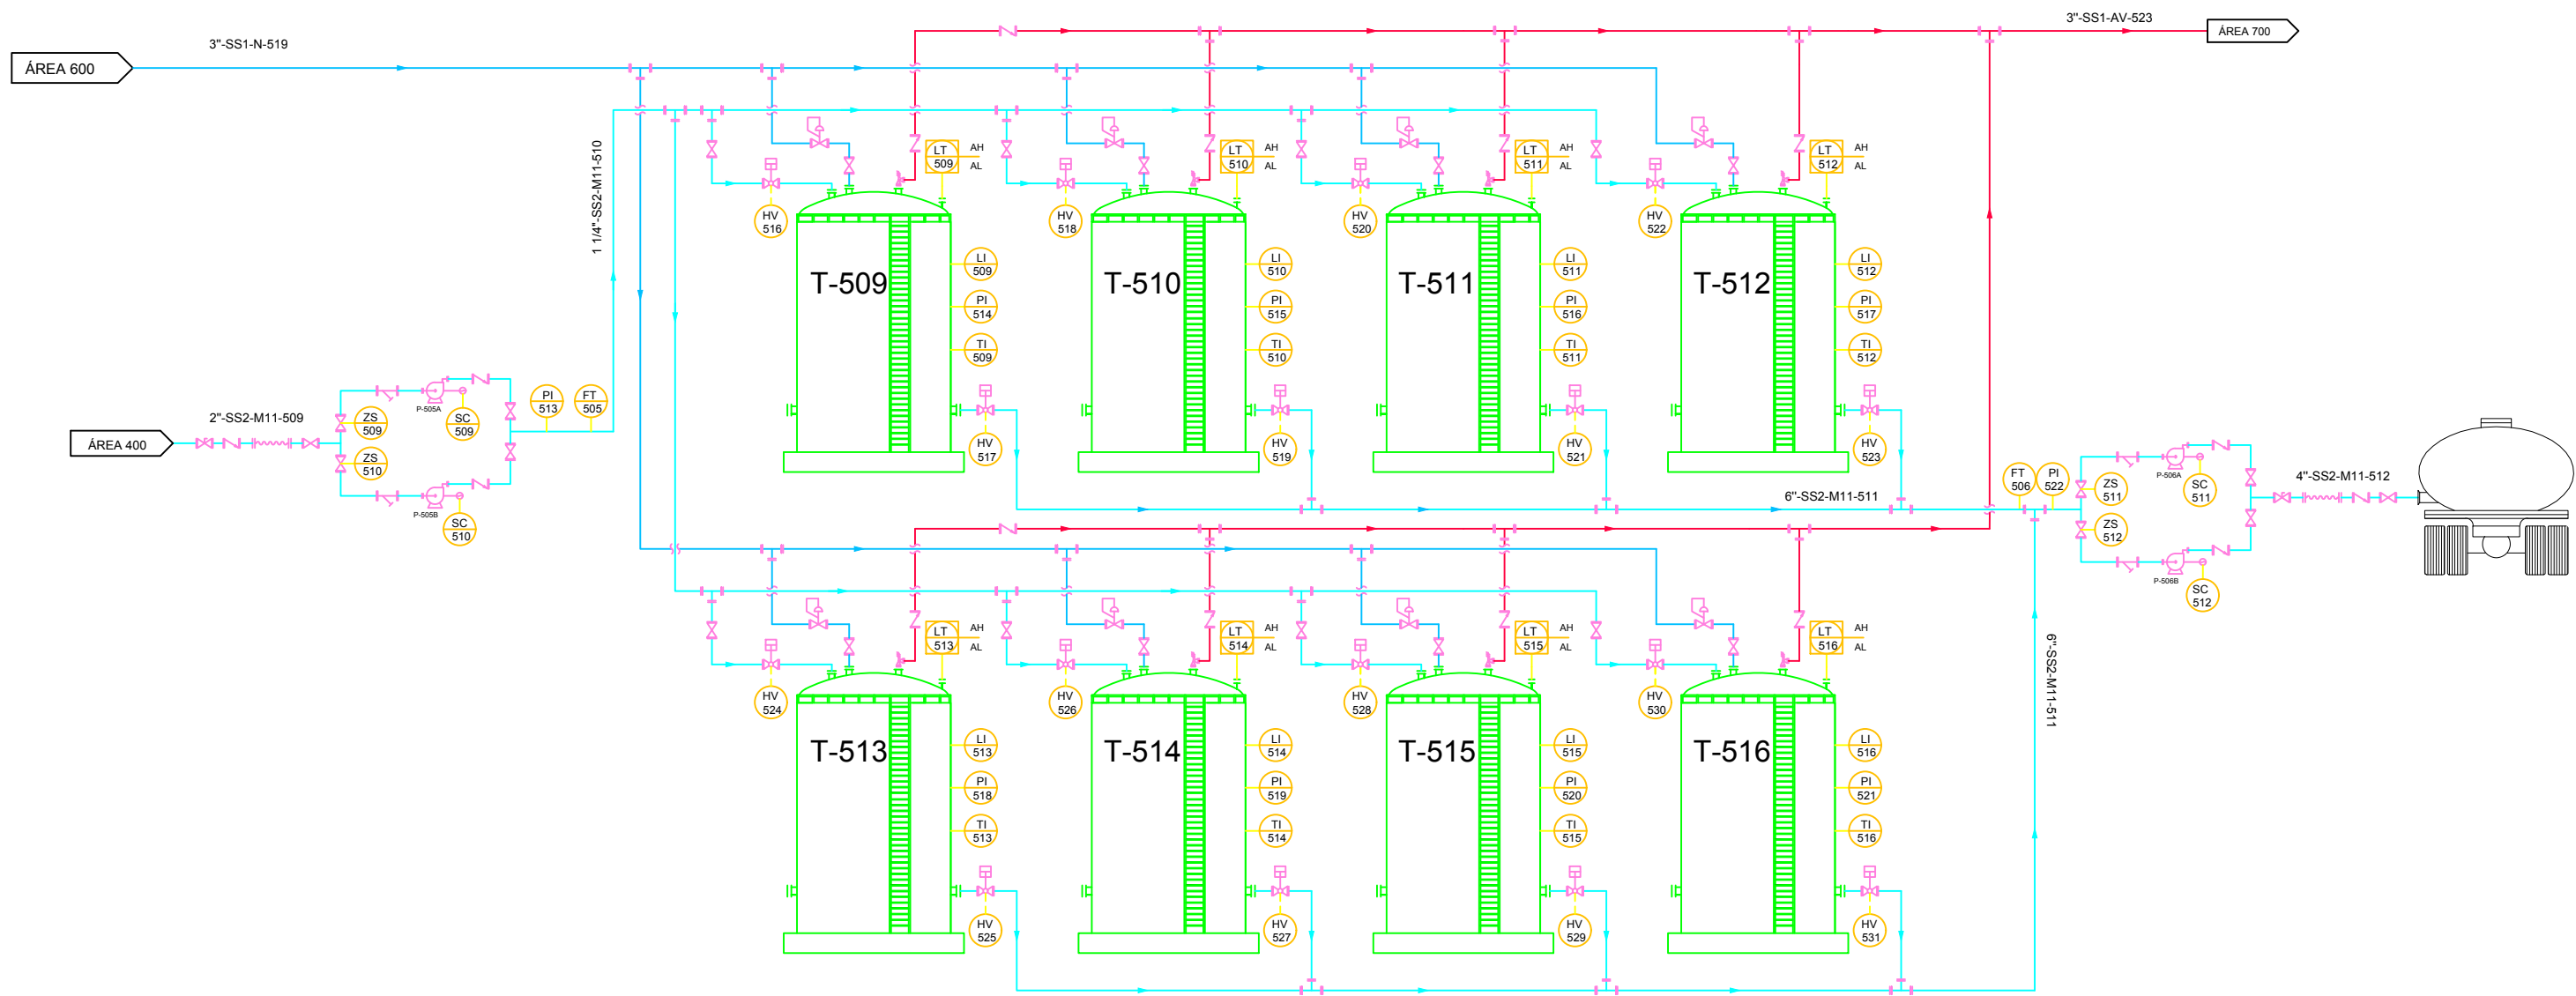 3"-SS1-AV-523
ÁREA 700
3"-SS1-N-519
ÁREA 600
1 1/4"-SS2-M11-510
LT
509
AH
AL
LT
510
AH
AL
LT
511
AH
AL
LT
512
AH
AL
HV
516
HV
518
HV
520
HV
522
T-509
LI
509
PI
514
TI
509
T-510
LI
510
PI
515
TI
510
T-511
LI
511
PI
516
TI
511
T-512
LI
512
PI
517
TI
512
HV
517
HV
519
HV
521
HV
523
2"-SS2-M11-509
ÁREA 400
ZS
509
ZS
510
P-505A
SC
509
P-505B
SC
510
PI
513
FT
505
6"-SS2-M11-511
FT
506
PI
522
ZS
511
ZS
512
P-506A
SC
511
P-506B
SC
512
4"-SS2-M11-512
6"-SS2-M11-511
LT
513
AH
AL
LT
514
AH
AL
LT
515
AH
AL
LT
516
AH
AL
HV
524
HV
526
HV
528
HV
530
T-513
LI
513
PI
518
TI
513
T-514
LI
514
PI
519
TI
514
T-515
LI
515
PI
520
TI
515
T-516
LI
516
PI
521
TI
516
HV
525
HV
527
HV
529
HV
531